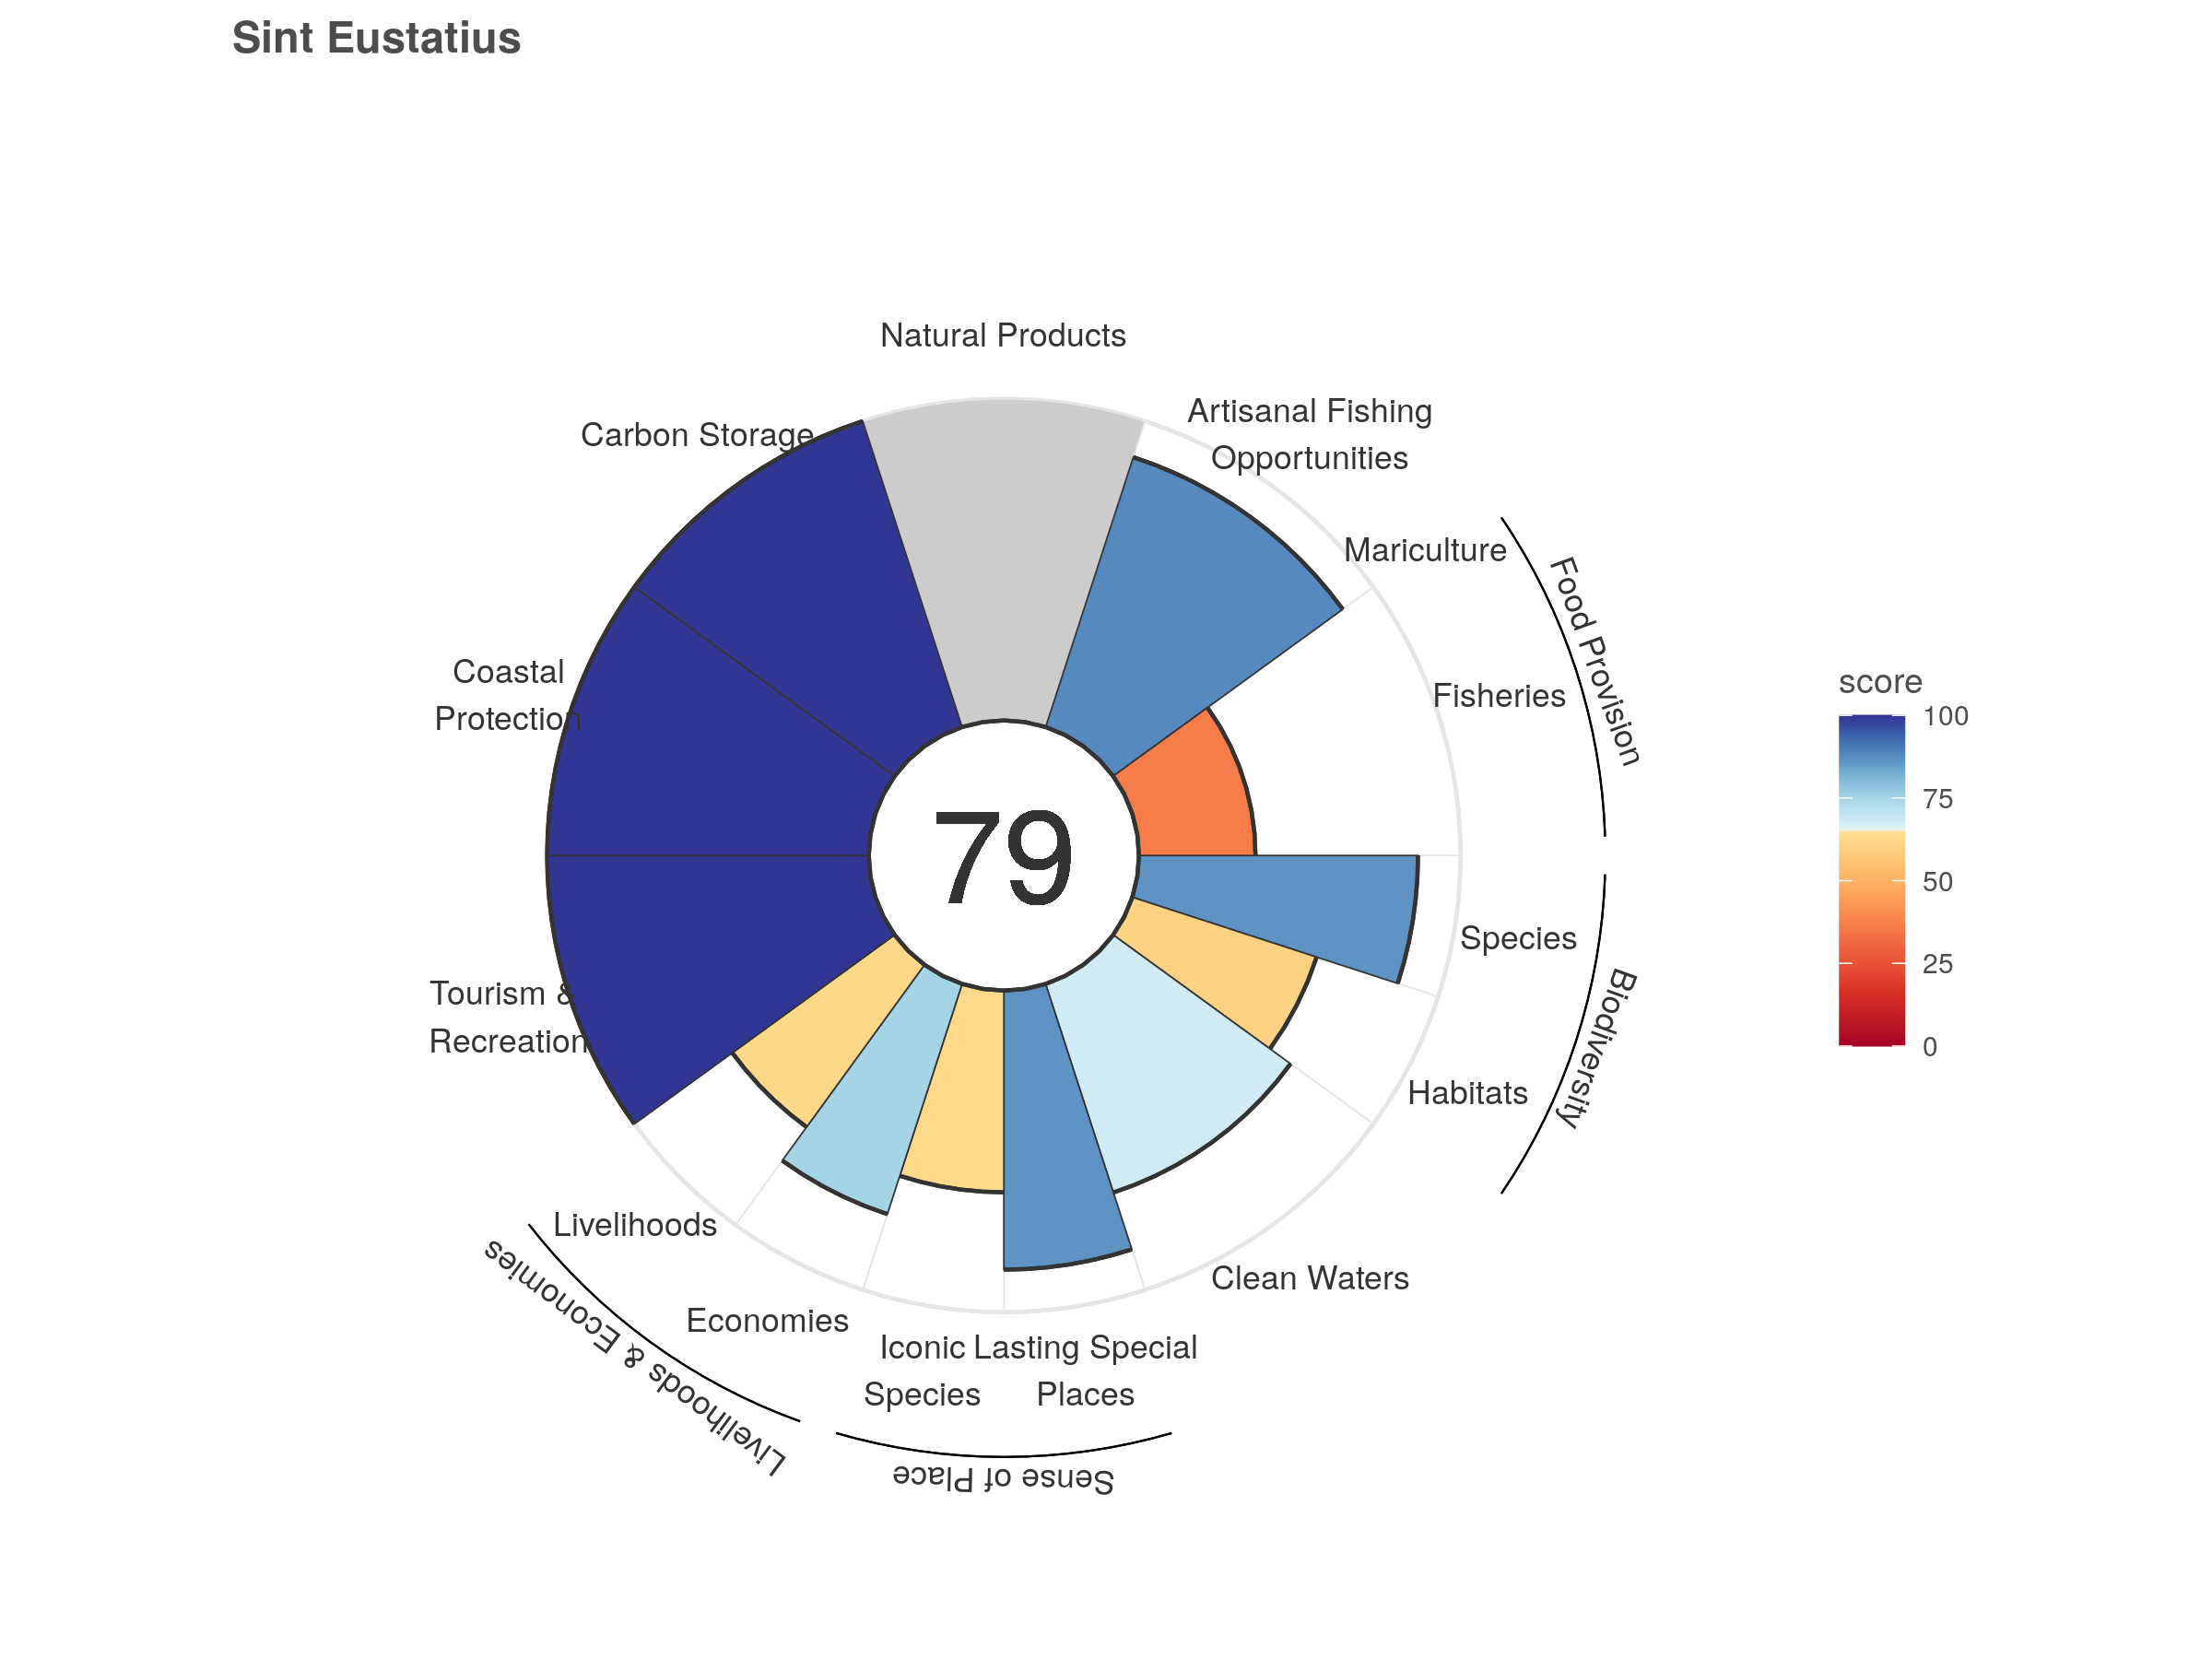 Sint Eustatius
Natural Products
Artisanal Fishing
Opportunities
Carbon Storage
Mariculture
Food Provision
Fisheries
Coastal
Protection
score
100
75
50
25
0
79
Species
Biodiversity
Tourism &
Recreation
Habitats
Livelihoods
Clean Waters
Economies
Livelihoods & Economies
Iconic
Species
Lasting Special
Places
Sense of Place